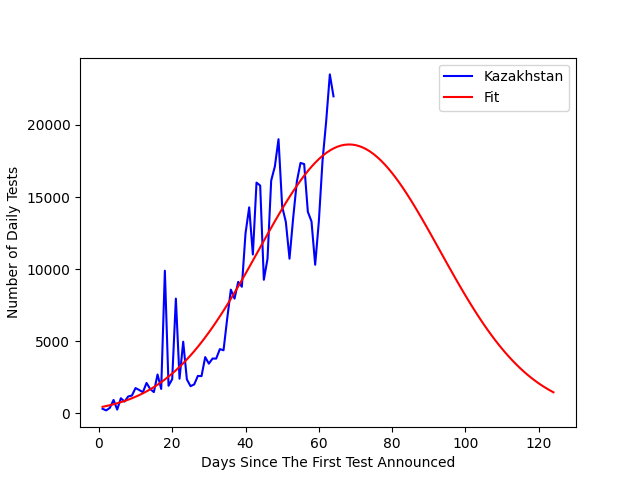 Kazakhstan
Fit
Number of Daily Tests
20000
15000
10000
5000
0
0 20 40 60 80 100 120
Days Since The First Test Announced